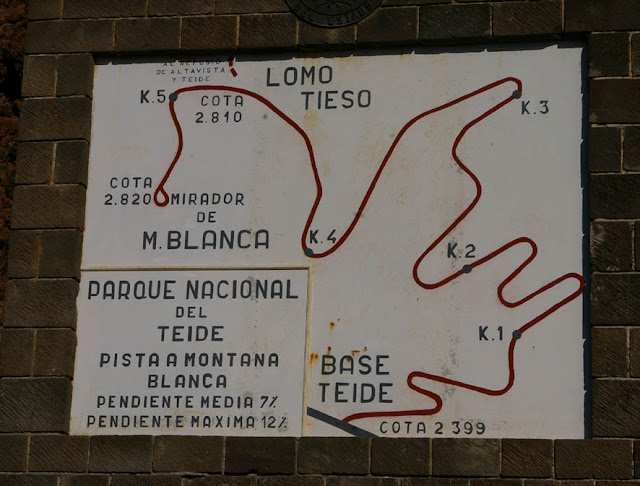 AL REFUGIO
DE ALTAVISTA
Y TEIDE
LOMO
TIESO
K.5
COTA
2.810
K.3
COTA
2.820
MIRADOR
DE
M.BLANCA
K.4
K.2
K.1
PARQUE NACIONAL
DEL
TEIDE
PISTA A MONTANA
BLANCA
PENDIENTE MEDIA 7%
PENDIENTE MAXIMA 12%
BASE
TEIDE
COTA 2 399